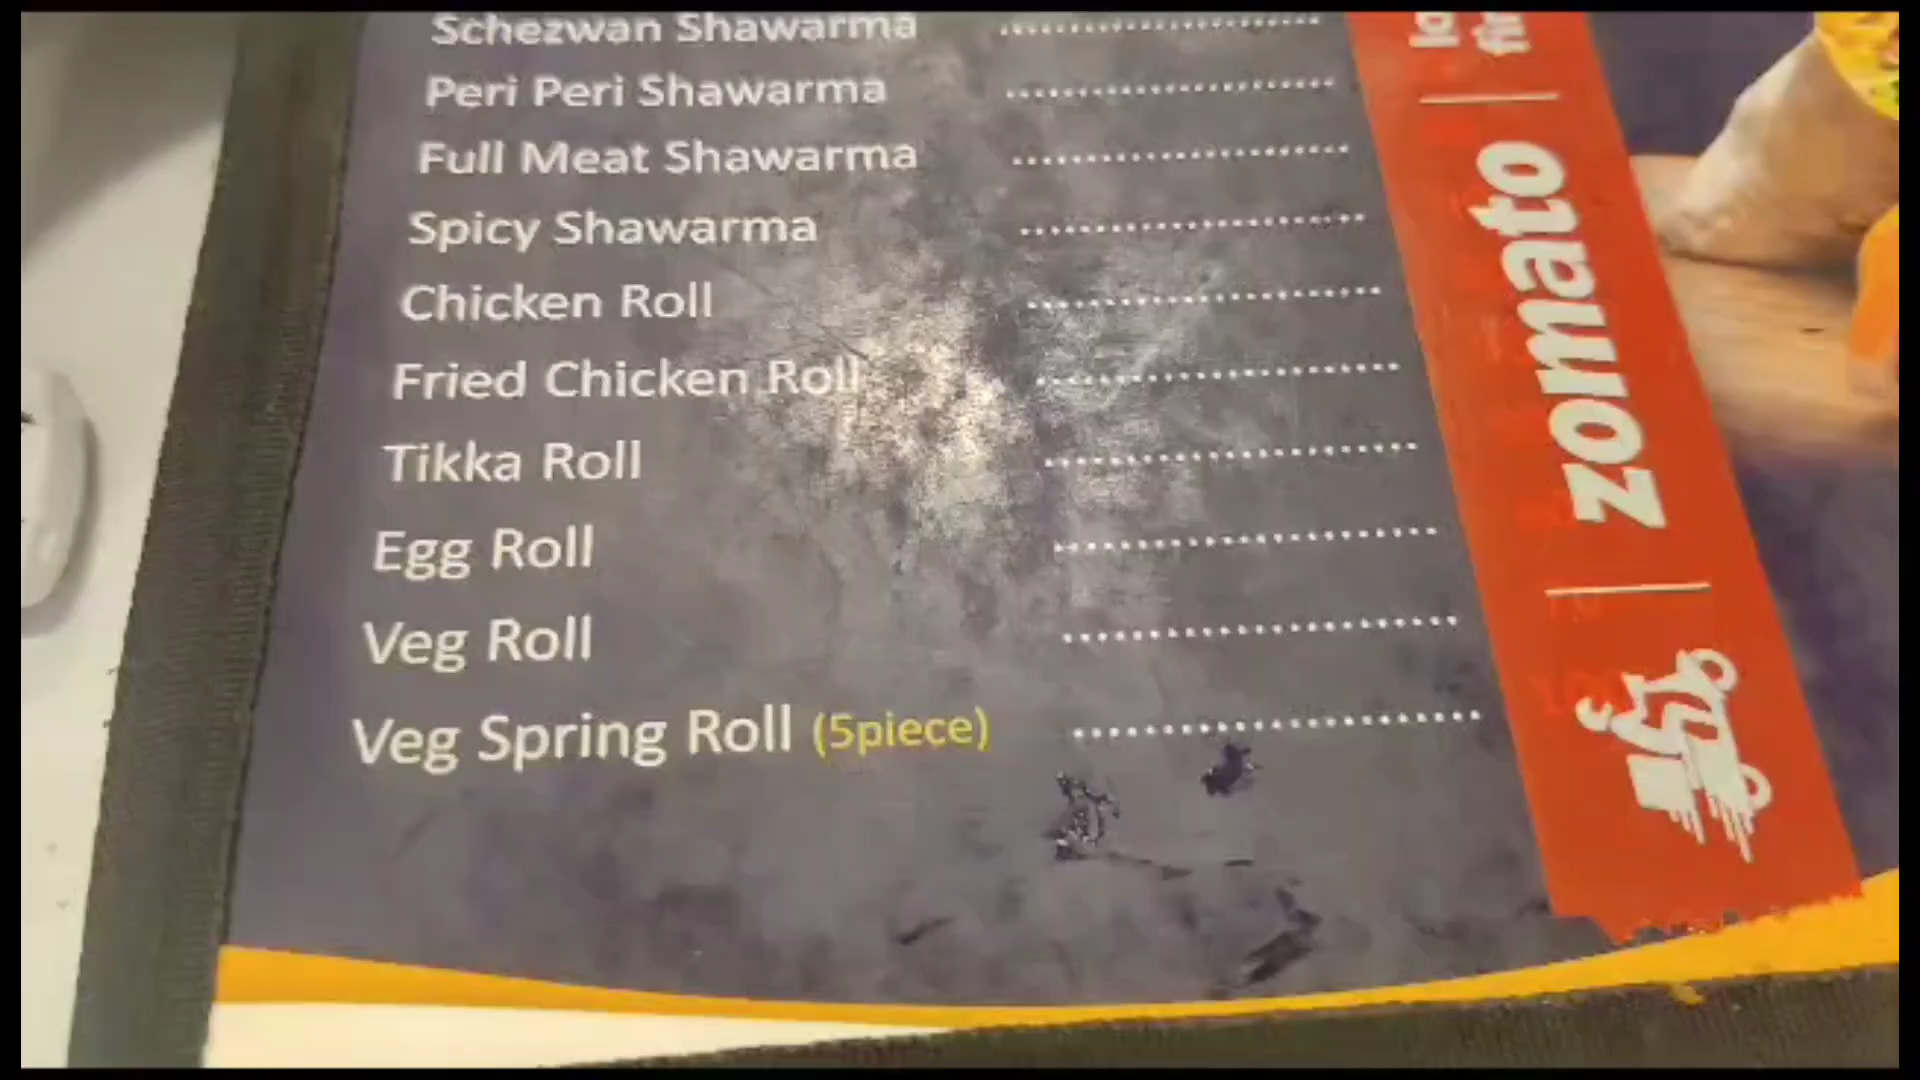 Schezwan Shawarma ........................
Peri Peri Shawarma ........................
Full Meat Shawarma ........................
Spicy Shawarma ........................
Chicken Roll ........................
Fried Chicken Roll ........................
Tikka Roll ........................
Egg Roll ........................
Veg Roll ........................
Veg Spring Roll (5piece) ........................
zomato